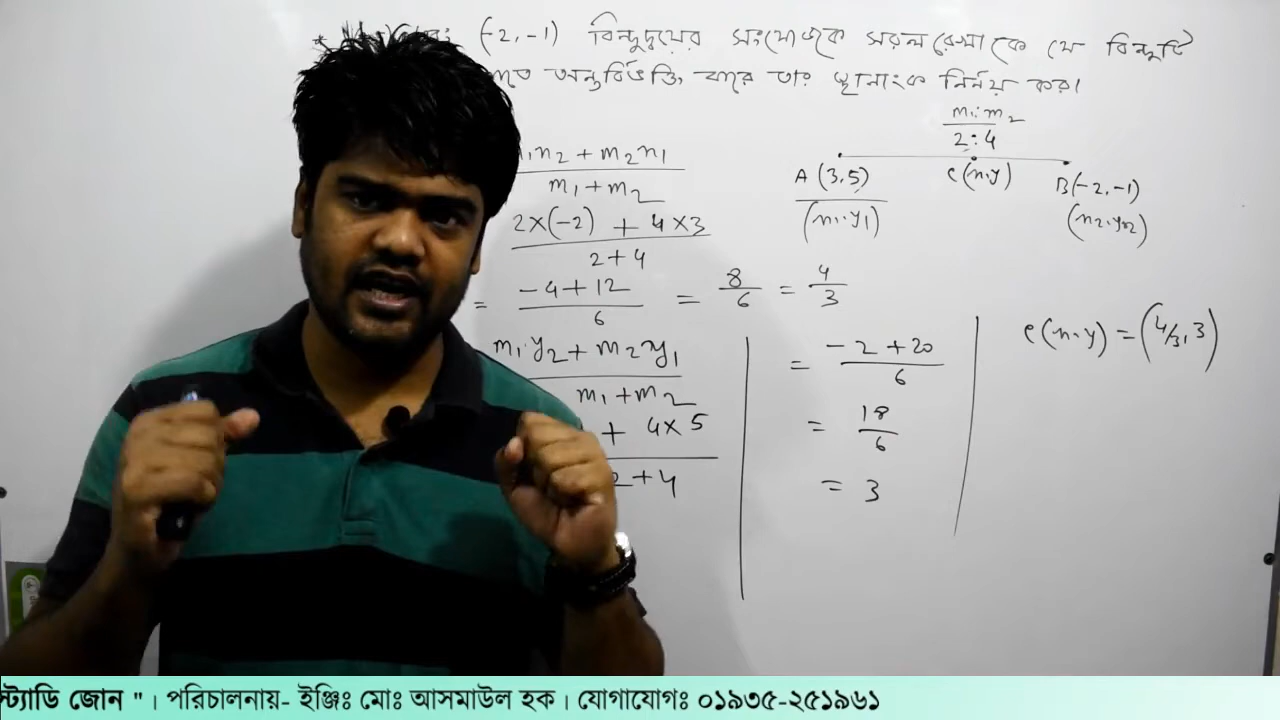 (-2,-1) বিন্দুদ্বয়ের সংযোজক সরলরেখাকে যে বিন্দুটি
অন্তর্বিভক্ত করে তার স্থানাংক নির্নয় কর।
m₁:m₂
2:4
A (3,5) C(x,y) B(-2,-1)
(x₁,y₁) (x₂,y₂)
x₂ + m₂x₁
m₁+m₂
2×(-2) + 4×3
2+4
= -4+12 / 6 = 8/6 = 4/3
m₁y₂+m₂y₁
m₁+m₂
+ 4×5
2+4
= -2+20 / 6
= 18/6
= 3
C(x,y) = (4/3, 3)
স্ট্যাডি জোন " । পরিচালনায়- ইঞ্জিঃ মোঃ আসমাউল হক । যোগাযোগঃ ০১৯৩৫-২৫১৯৬১